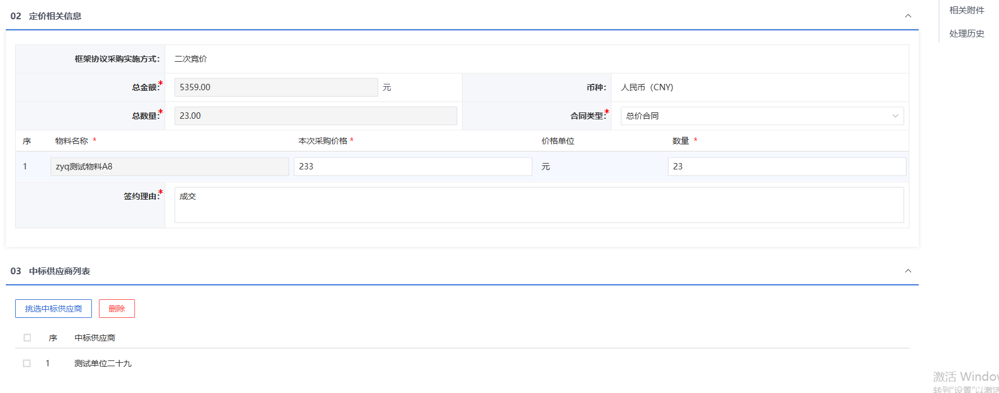 02 定价相关信息
相关附件
处理历史
框架协议采购实施方式： 二次竞价
总金额：* 5359.00 元 币种： 人民币（CNY）
总数量：* 23.00 合同类型：* 总价合同
序 物料名称 * 本次采购价格 * 价格单位 数量 *
1 zyq测试物料A8 233 元 23
签约理由：* 成交
03 中标供应商列表
挑选中标供应商 删除
序 中标供应商
1 测试单位二十九
激活 Window
转到"设置"以激活